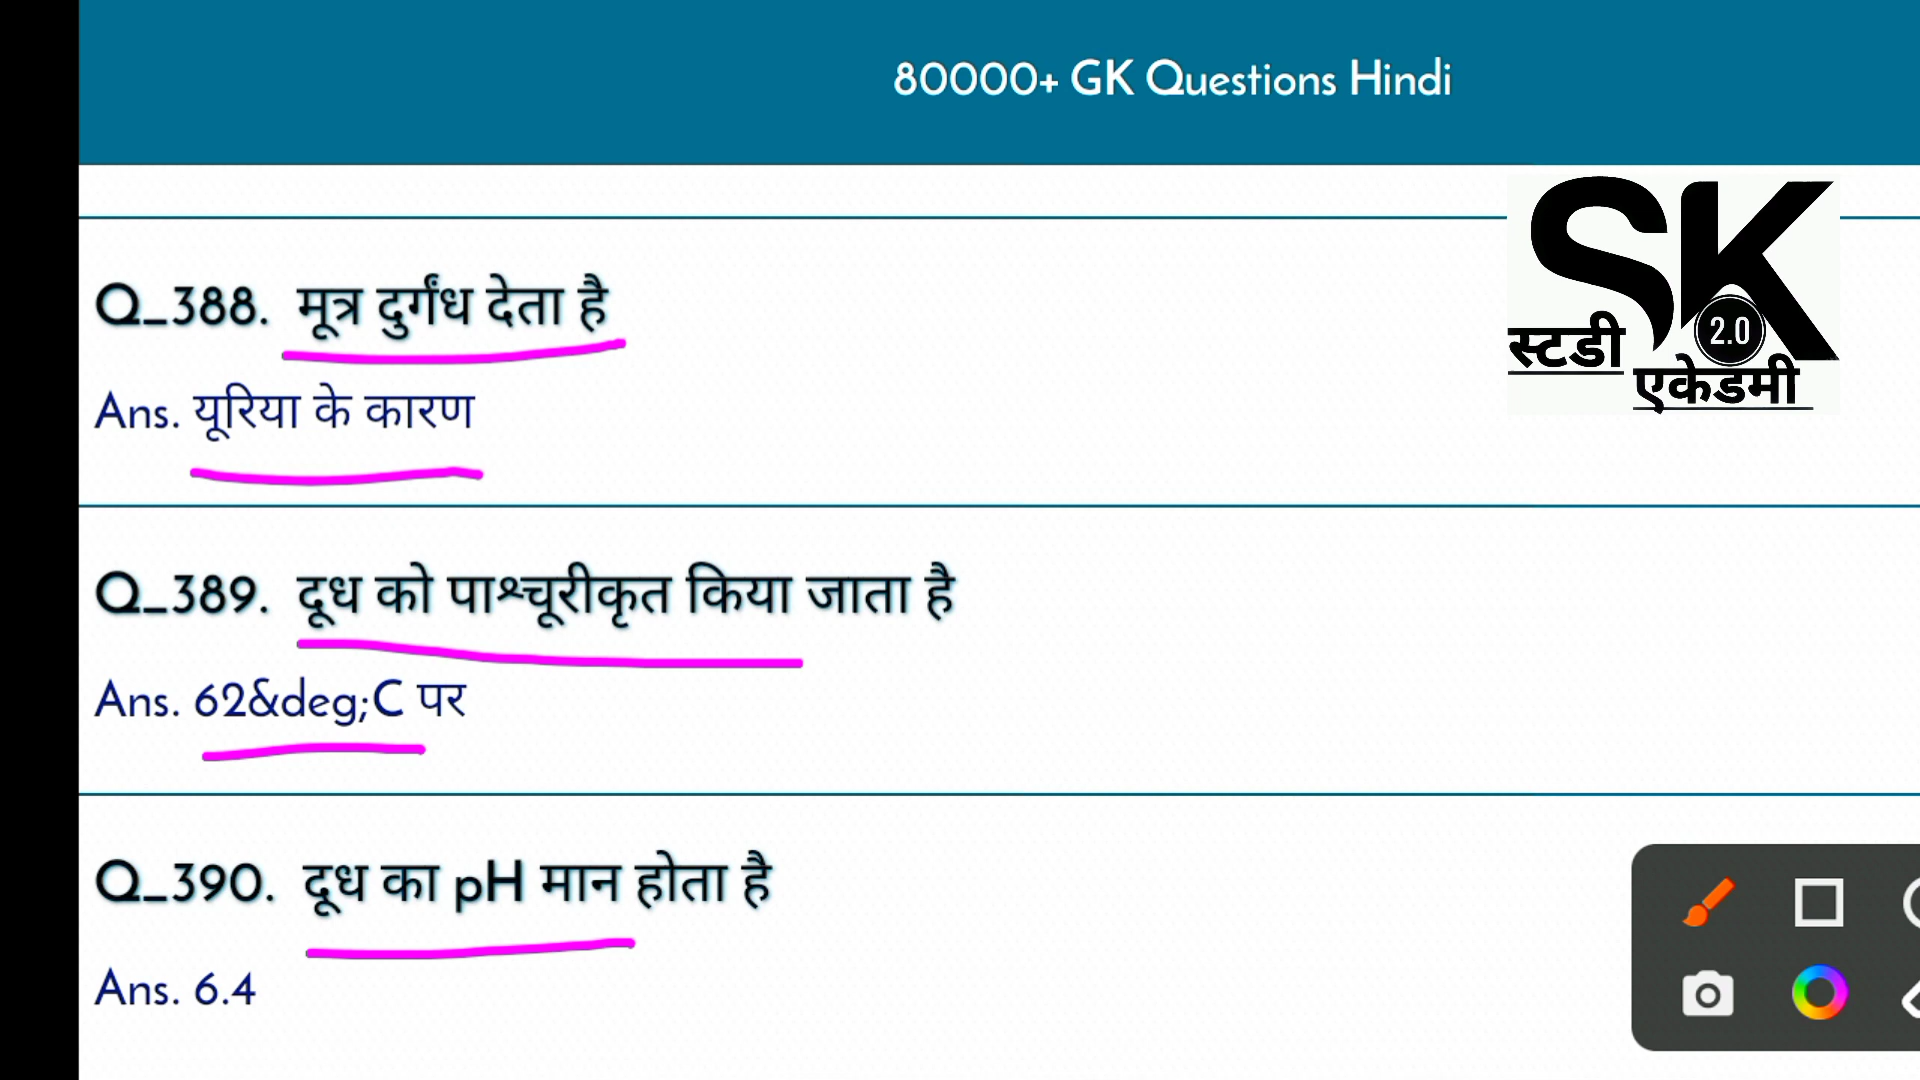 80000+ GK Questions Hindi
SK
2.0
स्टडी
एकेडमी
Q_388. मूत्र दुर्गंध देता है
Ans. यूरिया के कारण
Q_389. दूध को पाश्चूरीकृत किया जाता है
Ans. 62&deg;C पर
Q_390. दूध का pH मान होता है
Ans. 6.4